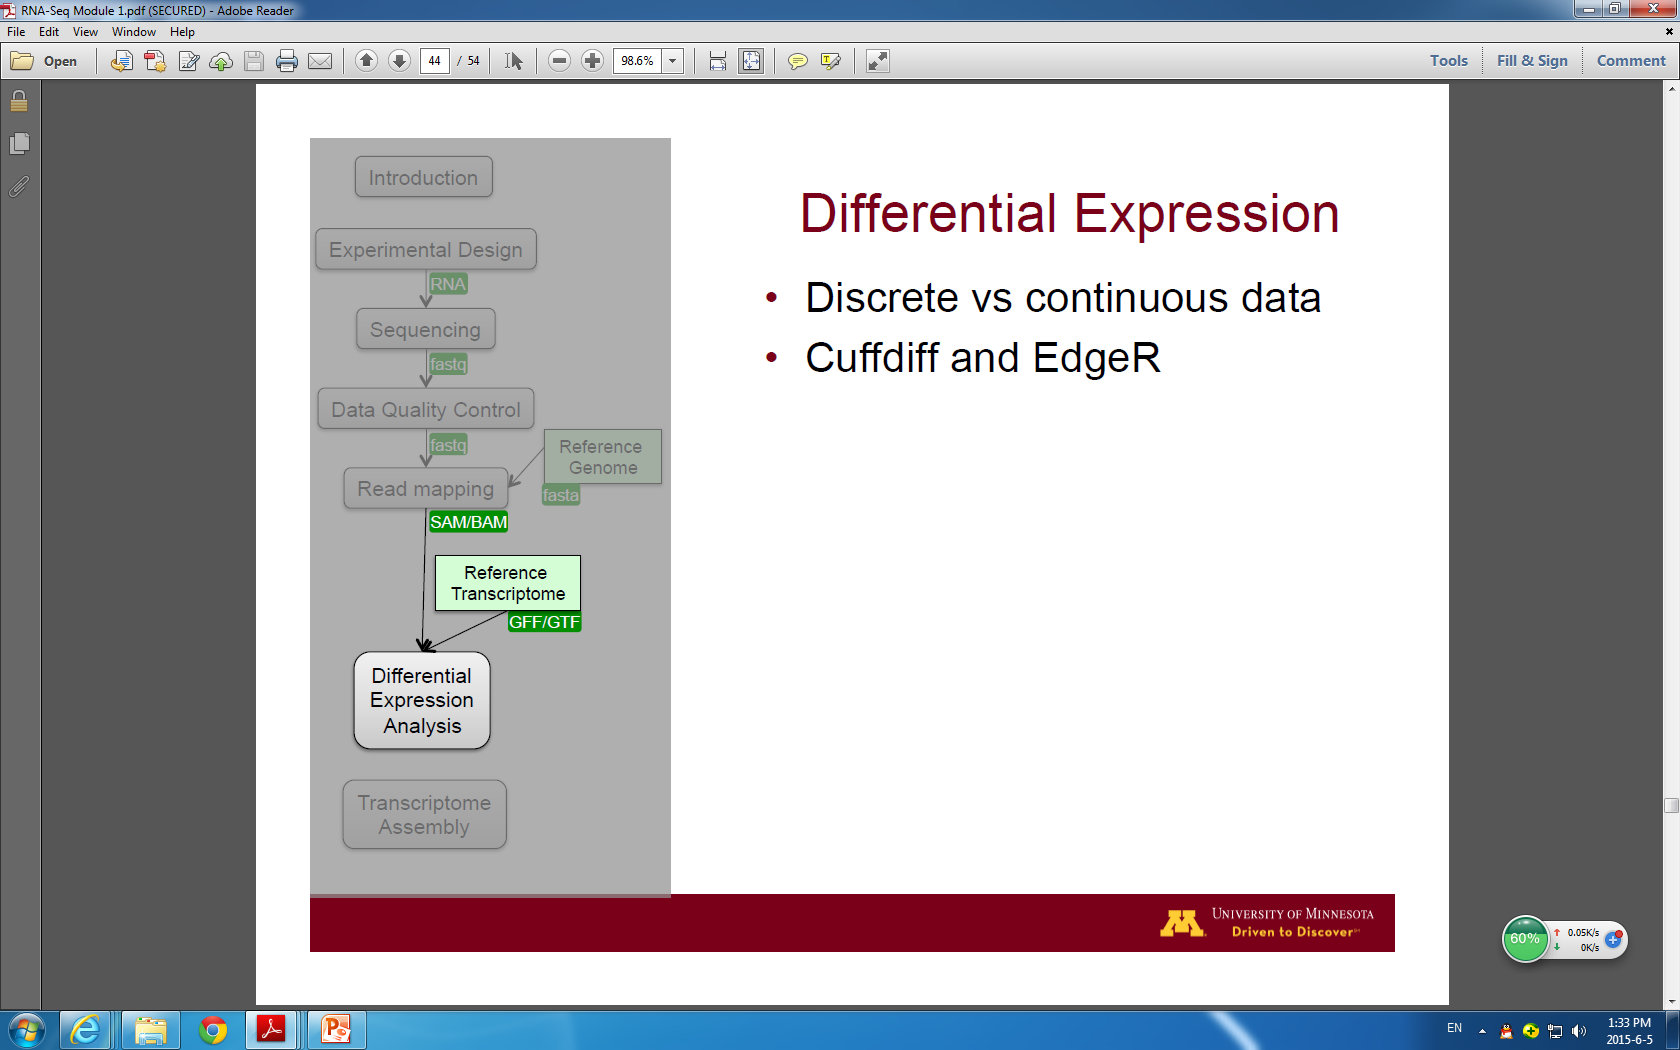 RNA-Seq Module 1.pdf (SECURED) - Adobe Reader
File Edit View Window Help
Open 44 / 54 98.6% Tools Fill & Sign Comment
Introduction
Experimental Design
RNA
Sequencing
fastq
Data Quality Control
fastq
Reference
Genome
fasta
Read mapping
SAM/BAM
Reference
Transcriptome
GFF/GTF
Differential
Expression
Analysis
Transcriptome
Assembly
Differential Expression
• Discrete vs continuous data
• Cuffdiff and EdgeR
M
UNIVERSITY OF MINNESOTA
Driven to Discover℠
60%
0.05K/s
0K/s
EN
1:33 PM
2015-6-5